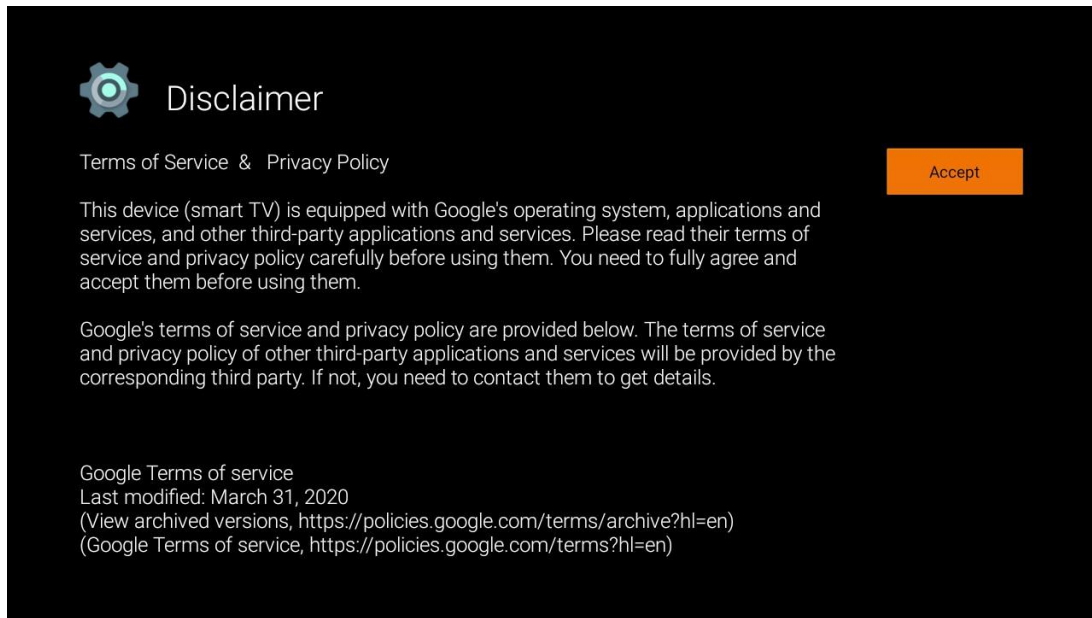 Disclaimer
Terms of Service & Privacy Policy
Accept
This device (smart TV) is equipped with Google's operating system, applications and
services, and other third-party applications and services. Please read their terms of
service and privacy policy carefully before using them. You need to fully agree and
accept them before using them.
Google's terms of service and privacy policy are provided below. The terms of service
and privacy policy of other third-party applications and services will be provided by the
corresponding third party. If not, you need to contact them to get details.
Google Terms of service
Last modified: March 31, 2020
(View archived versions, https://policies.google.com/terms/archive?hl=en)
(Google Terms of service, https://policies.google.com/terms?hl=en)